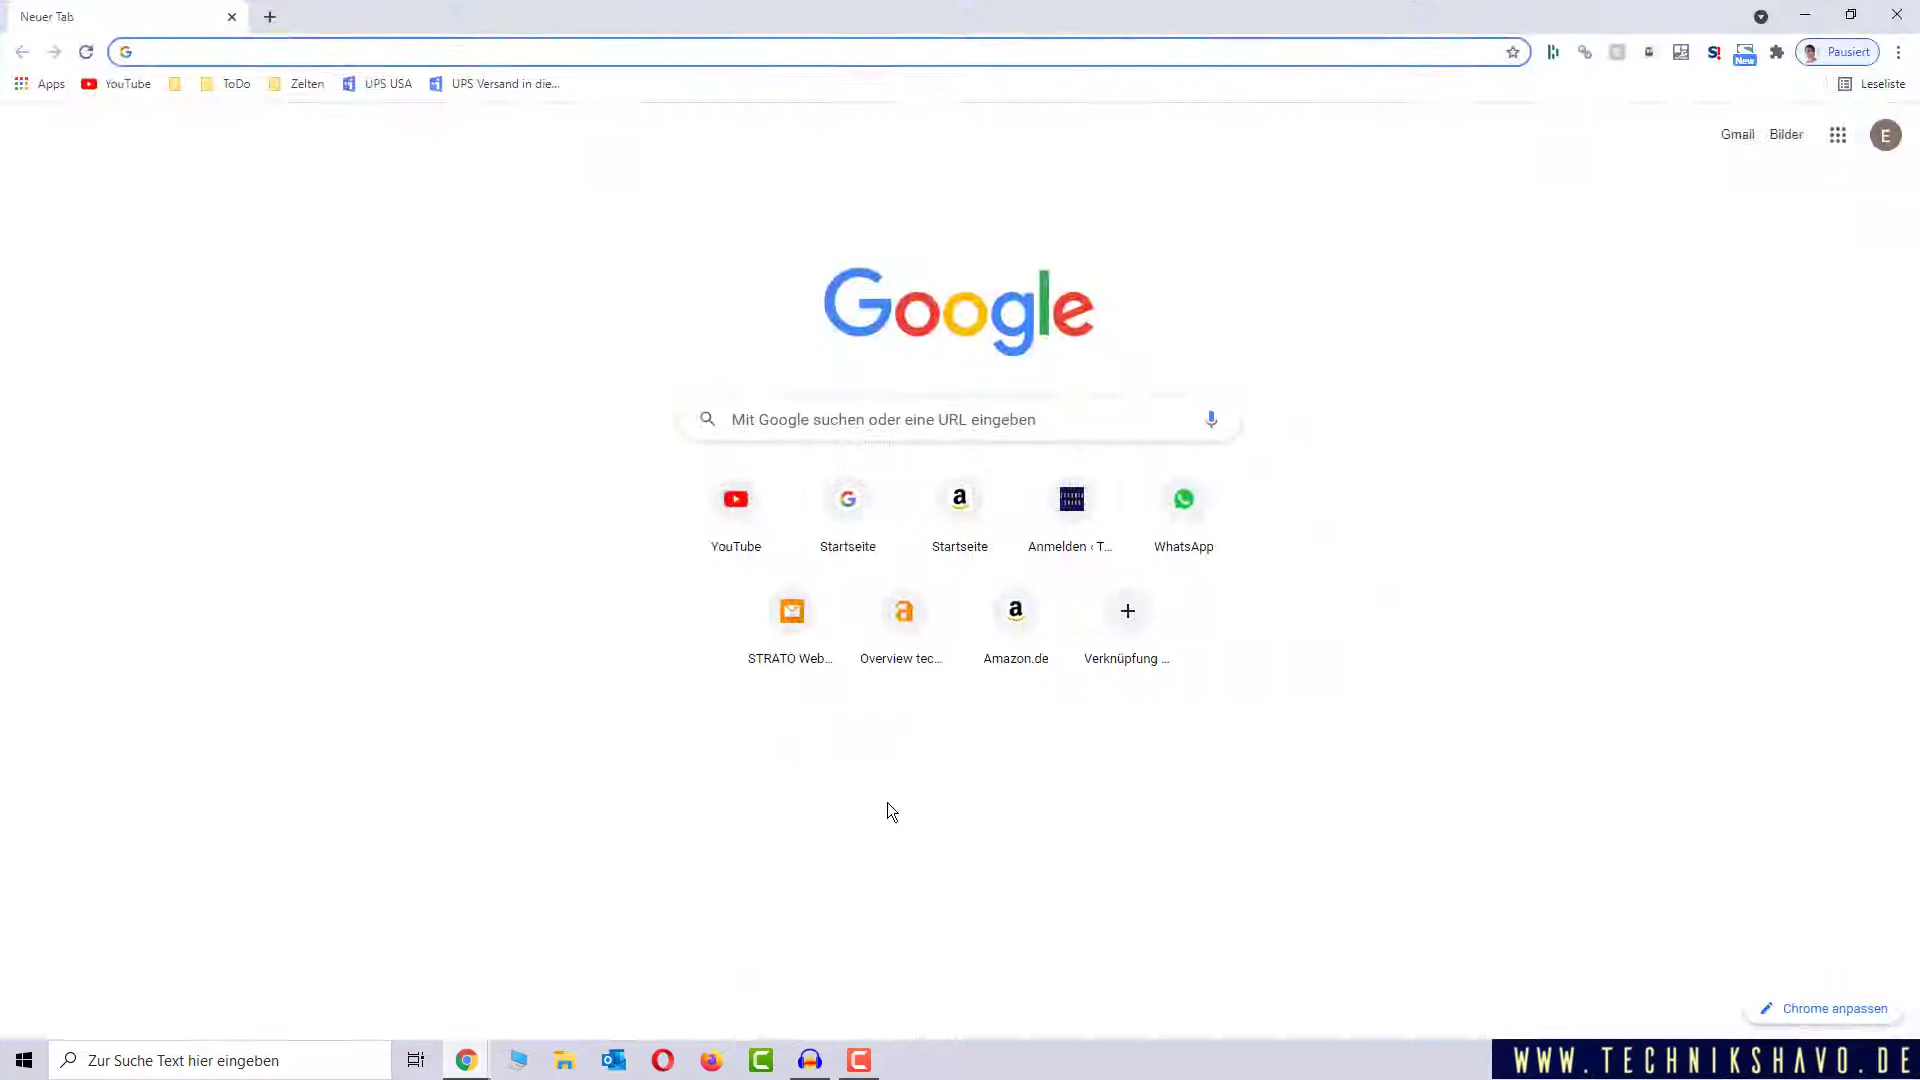 Neuer Tab
Pausiert
New
Apps
YouTube
ToDo
Zelten
UPS USA
UPS Versand in die...
Leseliste
Gmail
Bilder
E
Google
Mit Google suchen oder eine URL eingeben
YouTube
Startseite
Startseite
Anmelden ‹ T...
WhatsApp
STRATO Web...
Overview tec...
Amazon.de
Verknüpfung ...
Chrome anpassen
Zur Suche Text hier eingeben
WWW.TECHNIKSHAVO.DE